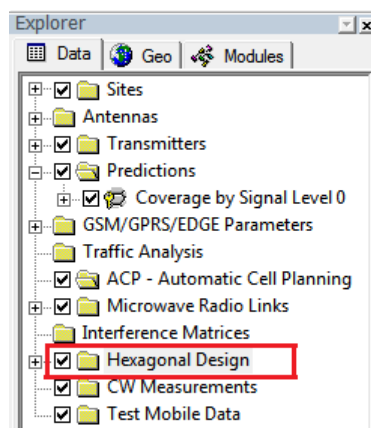 Explorer
Data Geo Modules
Sites
Antennas
Transmitters
Predictions
Coverage by Signal Level 0
GSM/GPRS/EDGE Parameters
Traffic Analysis
ACP - Automatic Cell Planning
Microwave Radio Links
Interference Matrices
Hexagonal Design
CW Measurements
Test Mobile Data